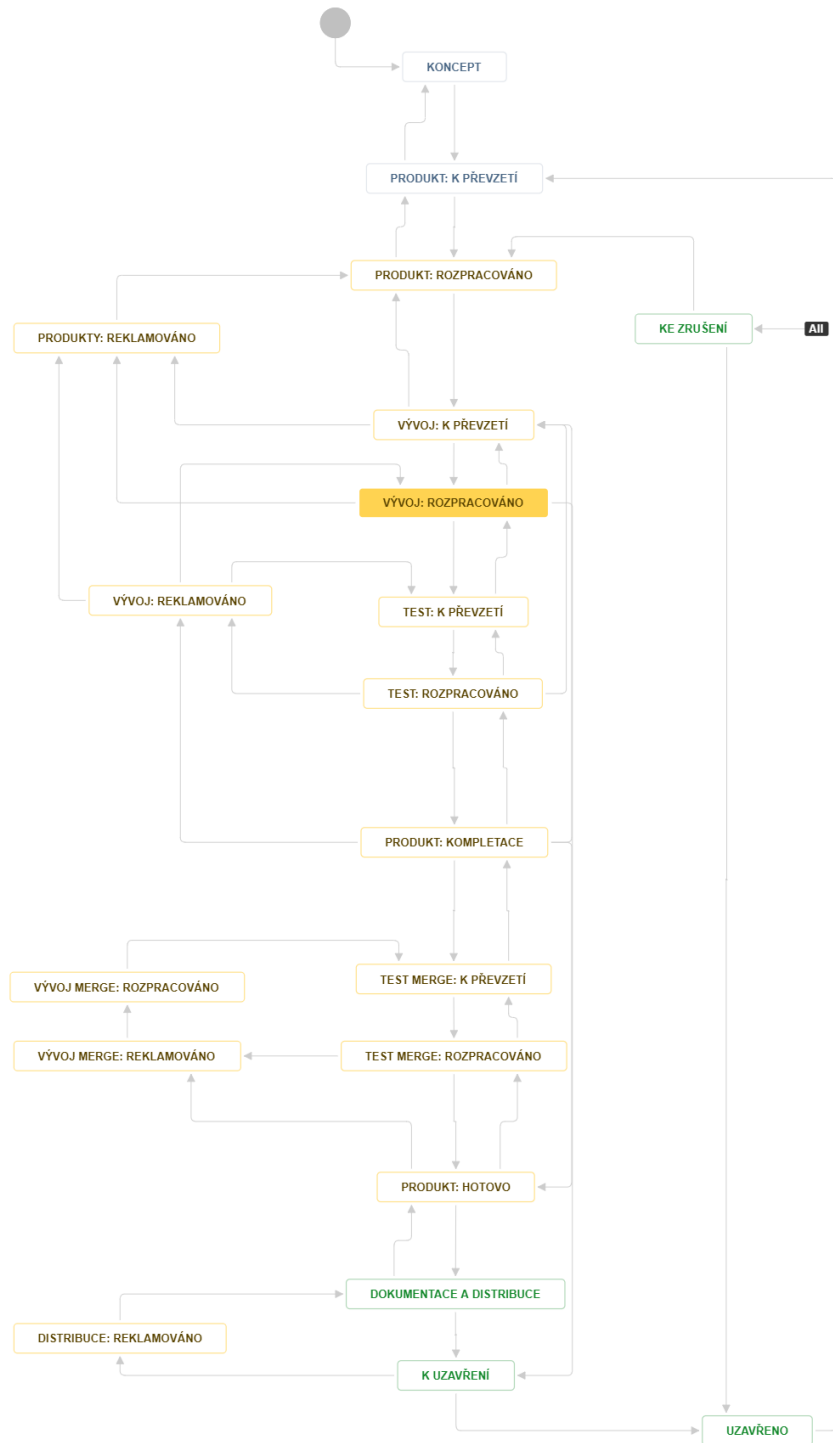 KONCEPT
PRODUKT: K PŘEVZETÍ
PRODUKT: ROZPRACOVÁNO
KE ZRUŠENÍ
All
PRODUKTY: REKLAMOVÁNO
VÝVOJ: K PŘEVZETÍ
VÝVOJ: ROZPRACOVÁNO
VÝVOJ: REKLAMOVÁNO
TEST: K PŘEVZETÍ
TEST: ROZPRACOVÁNO
PRODUKT: KOMPLETACE
VÝVOJ MERGE: ROZPRACOVÁNO
TEST MERGE: K PŘEVZETÍ
VÝVOJ MERGE: REKLAMOVÁNO
TEST MERGE: ROZPRACOVÁNO
PRODUKT: HOTOVO
DOKUMENTACE A DISTRIBUCE
DISTRIBUCE: REKLAMOVÁNO
K UZAVŘENÍ
UZAVŘENO